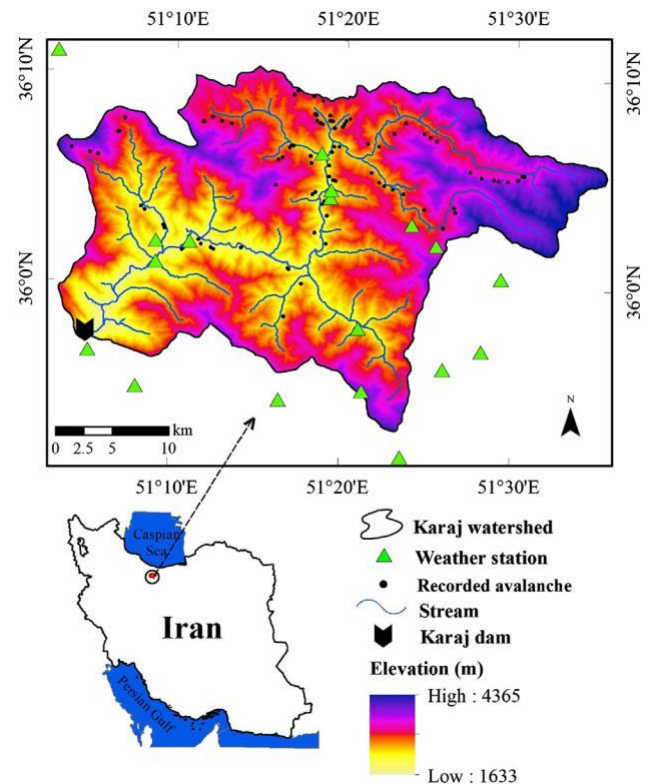 51°10'E 51°20'E 51°30'E
36°10'N 36°10'N
36°0'N 36°0'N
km
0 2.5 5 10
N
51°10'E 51°20'E 51°30'E
Caspian
Sea
Iran
Persian Gulf
Karaj watershed
Weather station
Recorded avalanche
Stream
Karaj dam
Elevation (m)
High : 4365
Low : 1633